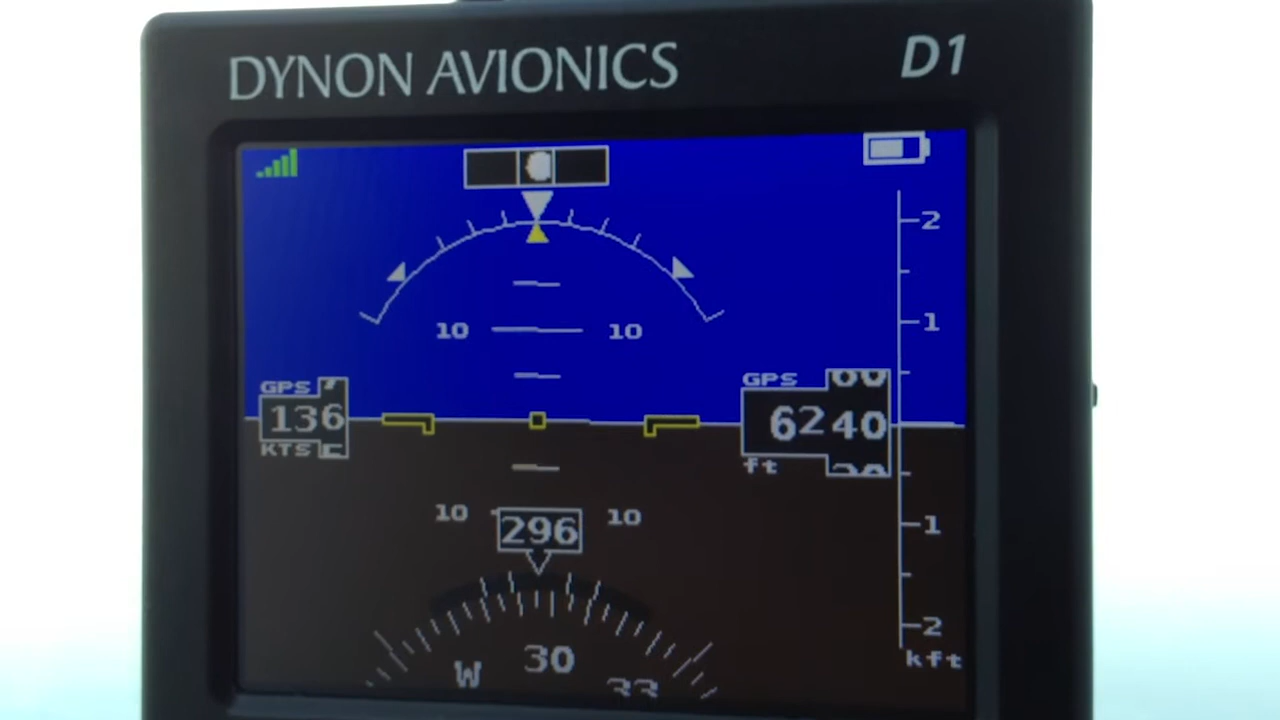 DYNON AVIONICS D1
2
10 10 1
GPS GPS
136 6240
KTS ft
10 10 1
296
2
kft
W 30 33